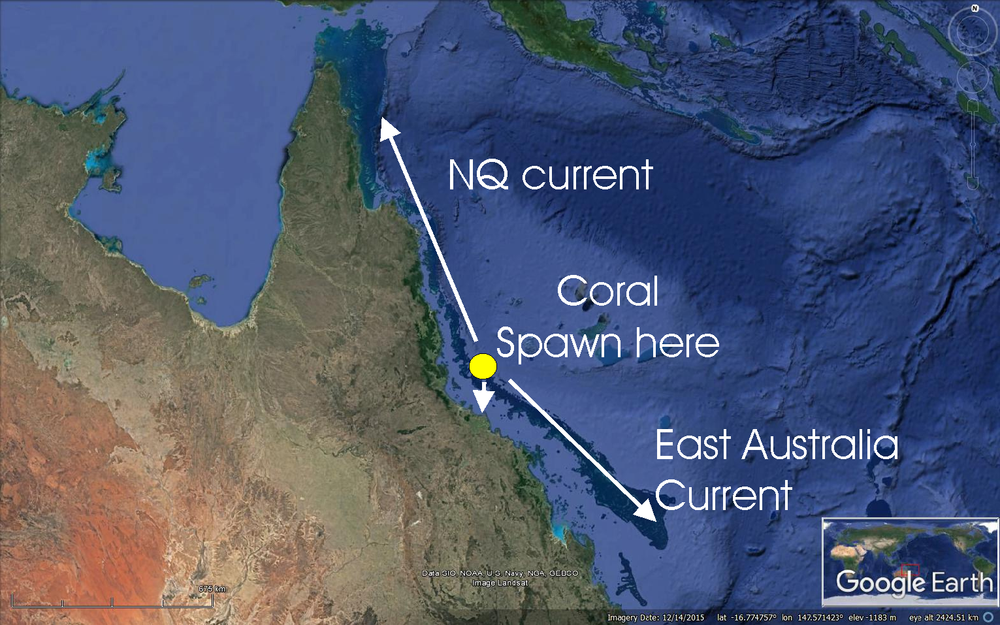 N
NQ current
Coral
Spawn here
East Australia
Current
Data SIO, NOAA, U.S. Navy, NGA, GEBCO
Image Landsat
675 km
Google Earth
Imagery Date: 12/14/2015 lat -16.774757° lon 147.571423° elev -1183 m eye alt 2424.51 km